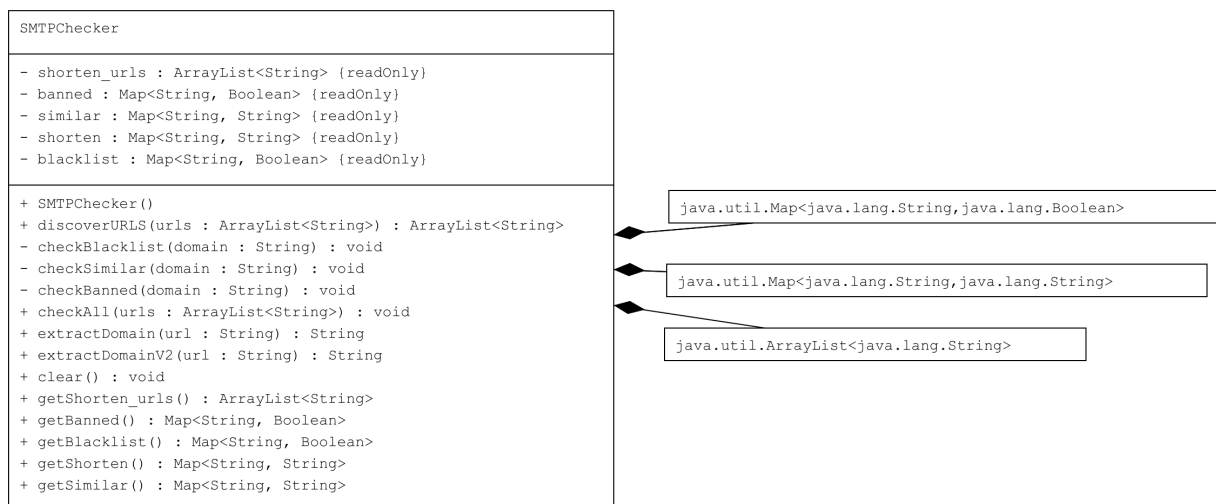 SMTPChecker
- shorten_urls : ArrayList<String> {readOnly}
- banned : Map<String, Boolean> {readOnly}
- similar : Map<String, String> {readOnly}
- shorten : Map<String, String> {readOnly}
- blacklist : Map<String, Boolean> {readOnly}
+ SMTPChecker()
+ discoverURLS(urls : ArrayList<String>) : ArrayList<String>
- checkBlacklist(domain : String) : void
- checkSimilar(domain : String) : void
- checkBanned(domain : String) : void
+ checkAll(urls : ArrayList<String>) : void
+ extractDomain(url : String) : String
+ extractDomainV2(url : String) : String
+ clear() : void
+ getShorten_urls() : ArrayList<String>
+ getBanned() : Map<String, Boolean>
+ getBlacklist() : Map<String, Boolean>
+ getShorten() : Map<String, String>
+ getSimilar() : Map<String, String>
java.util.Map<java.lang.String,java.lang.Boolean>
java.util.Map<java.lang.String,java.lang.String>
java.util.ArrayList<java.lang.String>